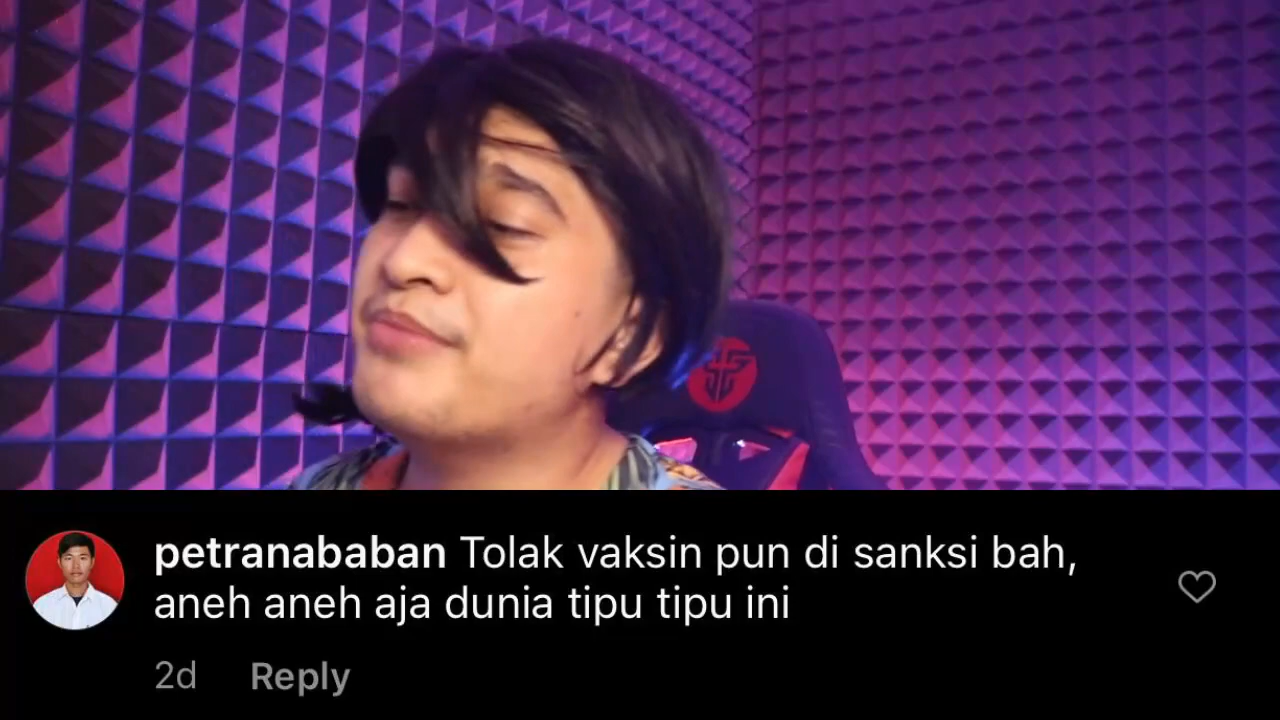 petranababan Tolak vaksin pun di sanksi bah,
aneh aneh aja dunia tipu tipu ini
2d Reply